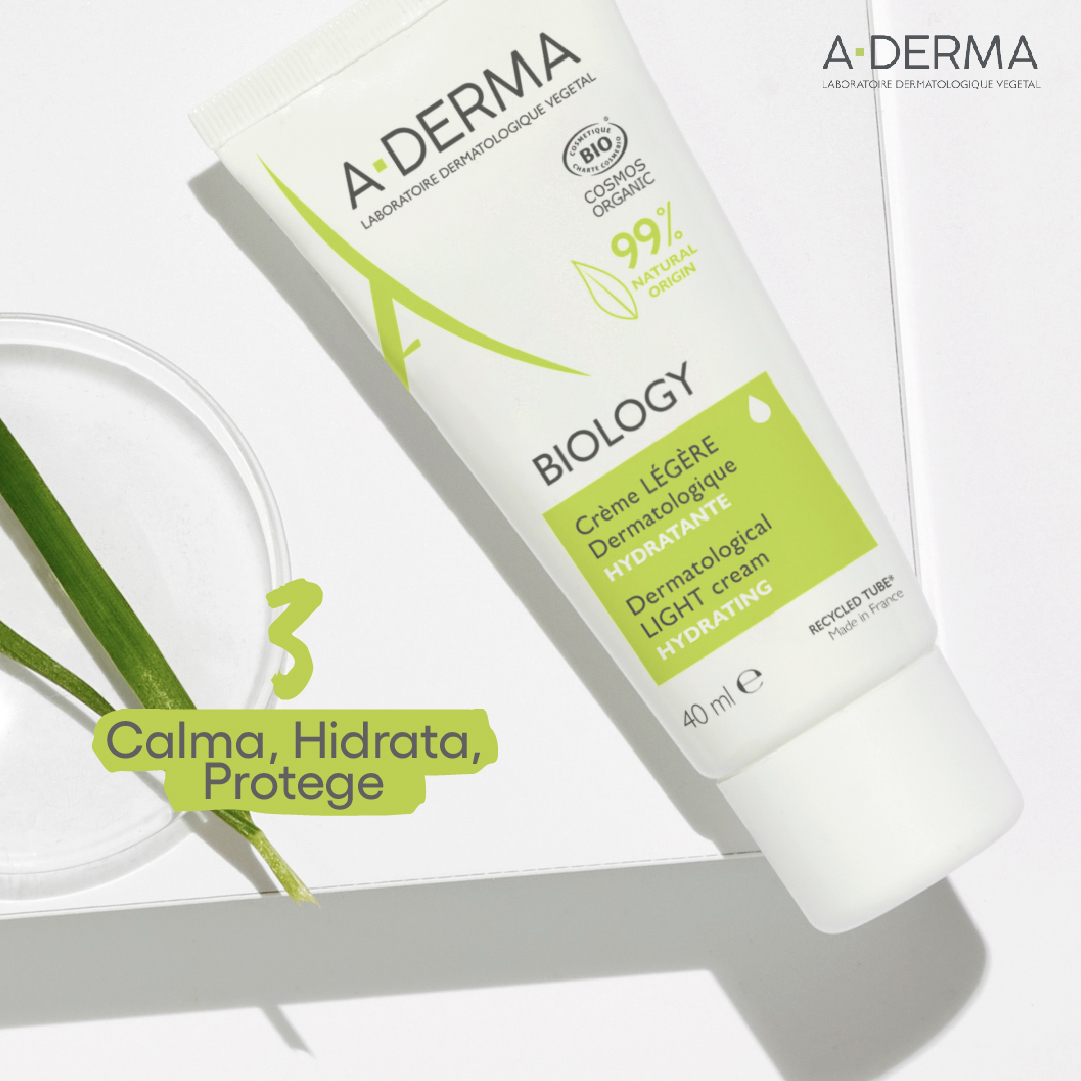 A-DERMA
LABORATOIRE DERMATOLOGIQUE VEGETAL
A-DERMA
LABORATOIRE DERMATOLOGIQUE VEGETAL
COSMETIQUE
BIO
CHARTE COSMÉBIO
COSMOS
ORGANIC
99%
NATURAL
ORIGIN
BIOLOGY
Crème LÉGÈRE
Dermatologique
HYDRATANTE
Dermatological
LIGHT cream
HYDRATING
RECYCLED TUBE*
Made in France
40 ml ℮
3
Calma, Hidrata,
Protege